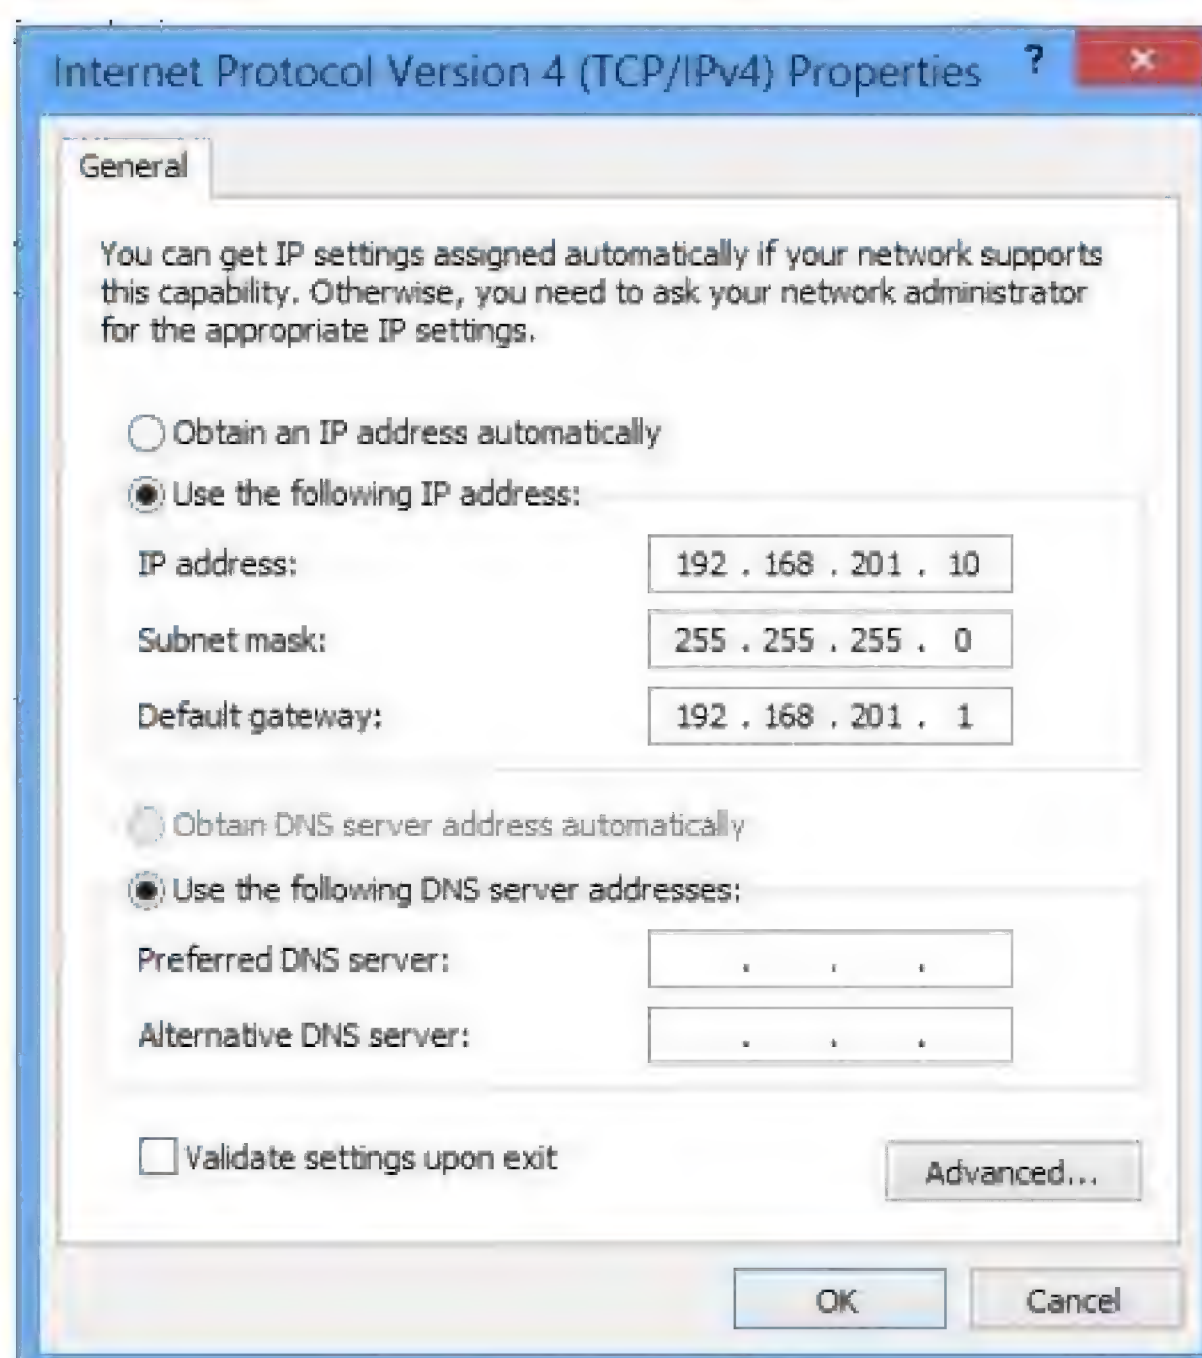 Internet Protocol Version 4 (TCP/IPv4) Properties ?
General
You can get IP settings assigned automatically if your network supports
this capability. Otherwise, you need to ask your network administrator
for the appropriate IP settings.
Obtain an IP address automatically
Use the following IP address:
IP address: 192 . 168 . 201 . 10
Subnet mask: 255 . 255 . 255 . 0
Default gateway: 192 . 168 . 201 . 1
Obtain DNS server address automatically
Use the following DNS server addresses:
Preferred DNS server: . . .
Alternative DNS server: . . .
Validate settings upon exit
Advanced...
OK Cancel